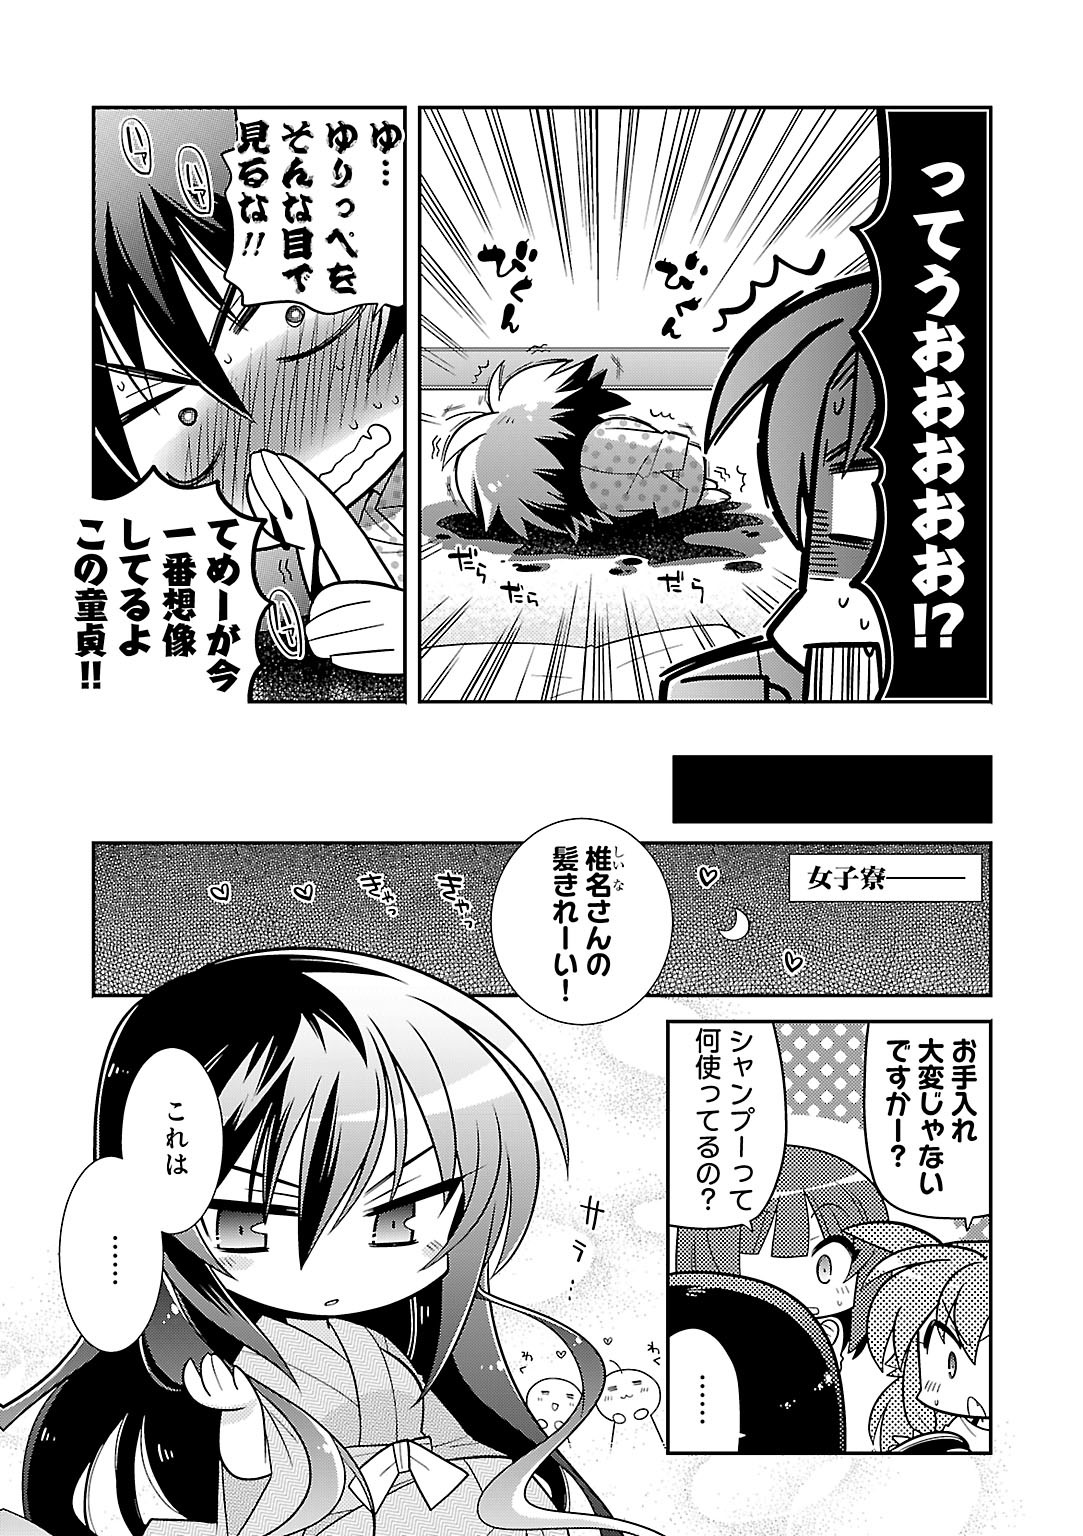 ってうおおおおおお!?
びくん
びくん
だら
だら
だら
ゆ…
ゆりっぺを
そんな目で
見るな!!
ハァ
ハァ
ハァ
てめーが今
一番想像
してるよ
この童貞!!
女子寮―――
椎名さんの
しいな
髪きれーい!
きゃっ
きゃっ
お手入れ
大変じゃない
ですかー?
シャンプーって
何使ってるの?
……
キラ…
わく
わく
これは
……